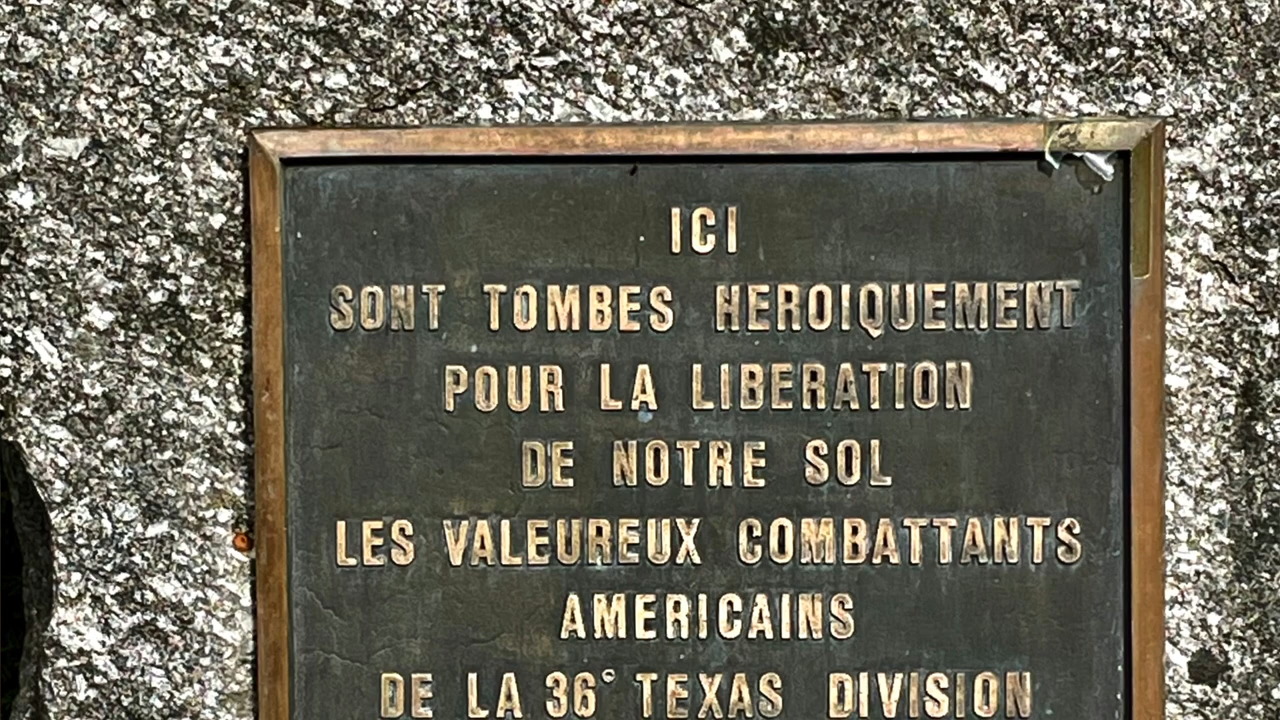 ICI
SONT TOMBES HEROIQUEMENT
POUR LA LIBERATION
DE NOTRE SOL
LES VALEUREUX COMBATTANTS
AMERICAINS
DE LA 36° TEXAS DIVISION